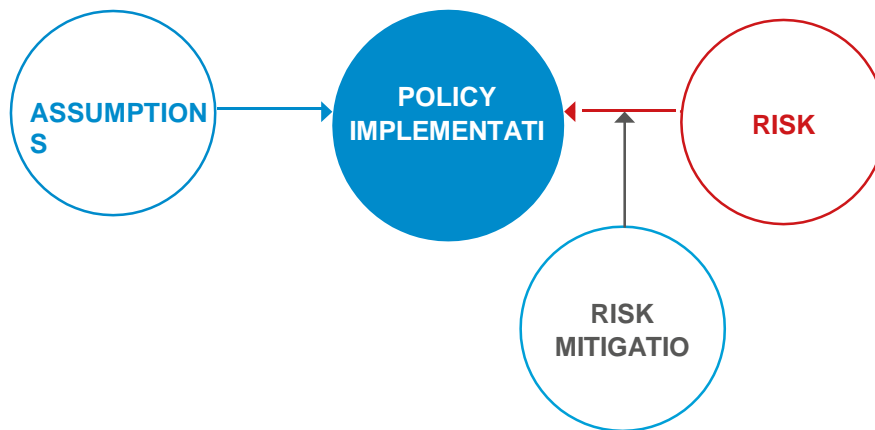 ASSUMPTION
S
POLICY
IMPLEMENTATI
RISK
RISK
MITIGATIO